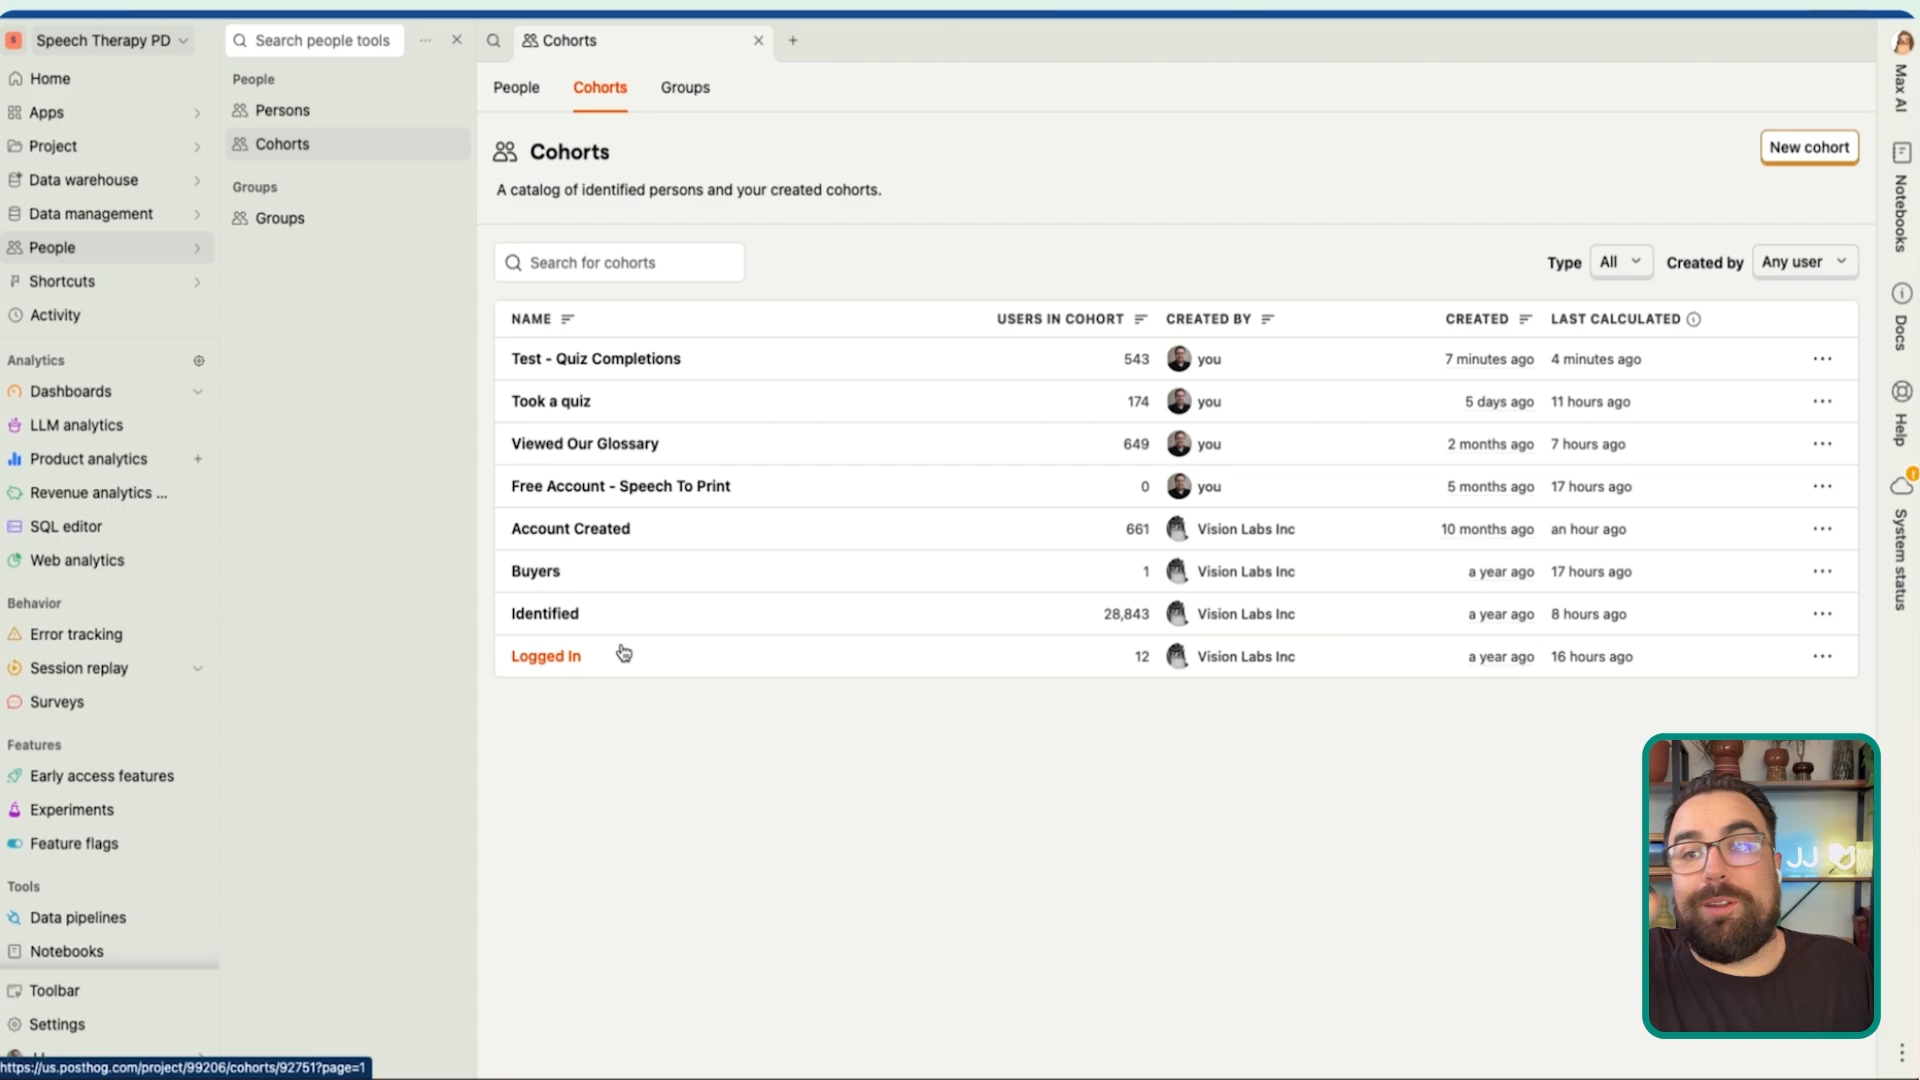 S
Speech Therapy PD
Home
Apps
Project
Data warehouse
Data management
People
Shortcuts
Activity
Analytics
Dashboards
LLM analytics
Product analytics
Revenue analytics ...
SQL editor
Web analytics
Behavior
Error tracking
Session replay
Surveys
Features
Early access features
Experiments
Feature flags
Tools
Data pipelines
Notebooks
Toolbar
Settings
https://us.posthog.com/project/99206/cohorts/92751?page=1
Search people tools
People
Persons
Cohorts
Groups
Groups
Cohorts
People Cohorts Groups
Cohorts
New cohort
A catalog of identified persons and your created cohorts.
Search for cohorts
Type All Created by Any user
NAME USERS IN COHORT CREATED BY CREATED LAST CALCULATED
Test - Quiz Completions 543 you 7 minutes ago 4 minutes ago
Took a quiz 174 you 5 days ago 11 hours ago
Viewed Our Glossary 649 you 2 months ago 7 hours ago
Free Account - Speech To Print 0 you 5 months ago 17 hours ago
Account Created 661 Vision Labs Inc 10 months ago an hour ago
Buyers 1 Vision Labs Inc a year ago 17 hours ago
Identified 28,843 Vision Labs Inc a year ago 8 hours ago
Logged In 12 Vision Labs Inc a year ago 16 hours ago
Max AI
Notebooks
Docs
Help
System status
JJ